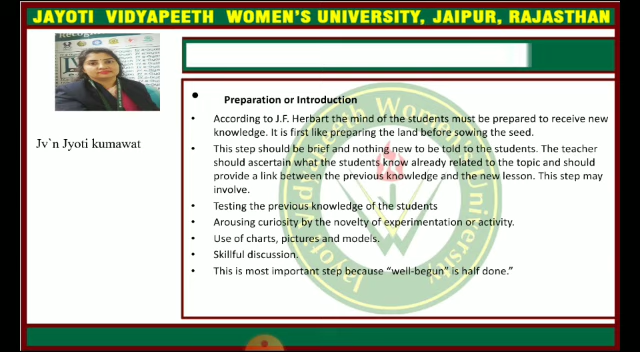 JAYOTI VIDYAPEETH WOMEN'S UNIVERSITY, JAIPUR, RAJASTHAN
Jv`n Jyoti kumawat
• Preparation or Introduction
• According to J.F. Herbart the mind of the students must be prepared to receive new
knowledge. It is first like preparing the land before sowing the seed.
• This step should be brief and nothing new to be told to the students. The teacher
should ascertain what the students know already related to the topic and should
provide a link between the previous knowledge and the new lesson. This step may
involve.
• Testing the previous knowledge of the students
• Arousing curiosity by the novelty of experimentation or activity.
• Use of charts, pictures and models.
• Skillful discussion.
• This is most important step because “well-begun” is half done.”
Jayoti Vidyapeeth Women's University